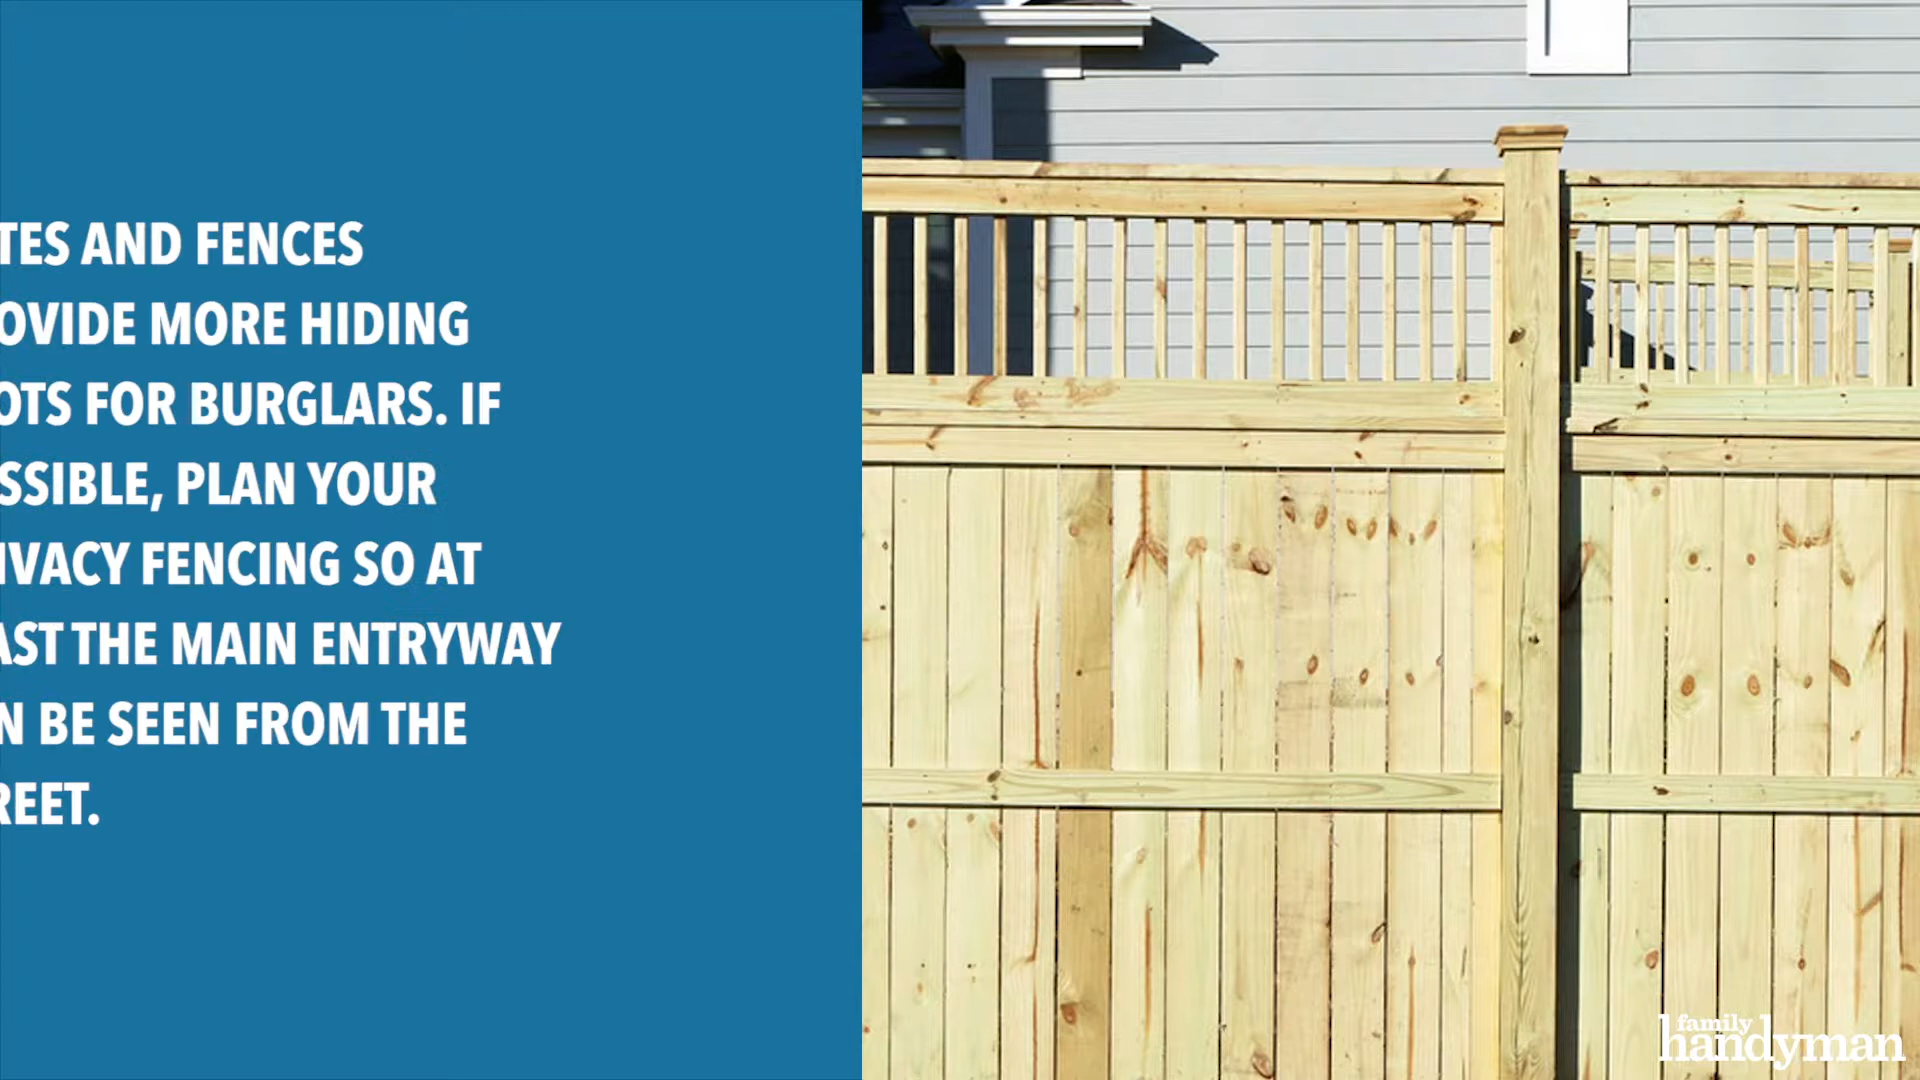 TES AND FENCES
OVIDE MORE HIDING
OTS FOR BURGLARS. IF
SSIBLE, PLAN YOUR
IVACY FENCING SO AT
AST THE MAIN ENTRYWAY
N BE SEEN FROM THE
REET.
family
handyman